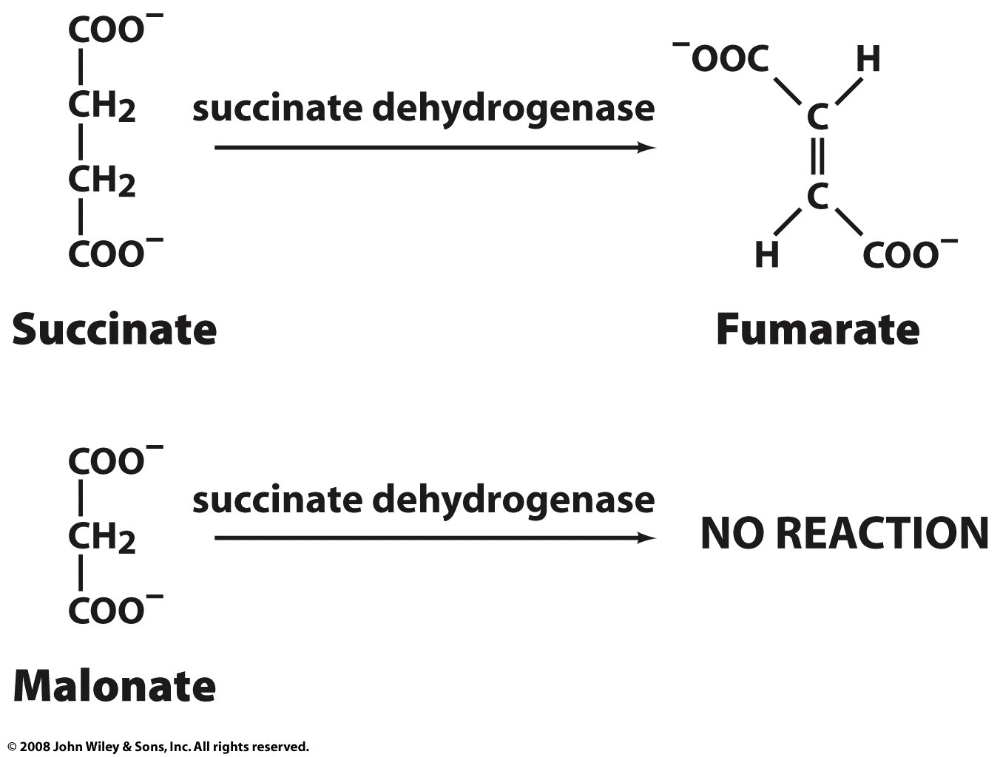 COO⁻
CH₂
CH₂
COO⁻
succinate dehydrogenase
⁻OOC H
C
C
H COO⁻
Succinate
Fumarate
COO⁻
CH₂
COO⁻
succinate dehydrogenase
NO REACTION
Malonate
© 2008 John Wiley & Sons, Inc. All rights reserved.